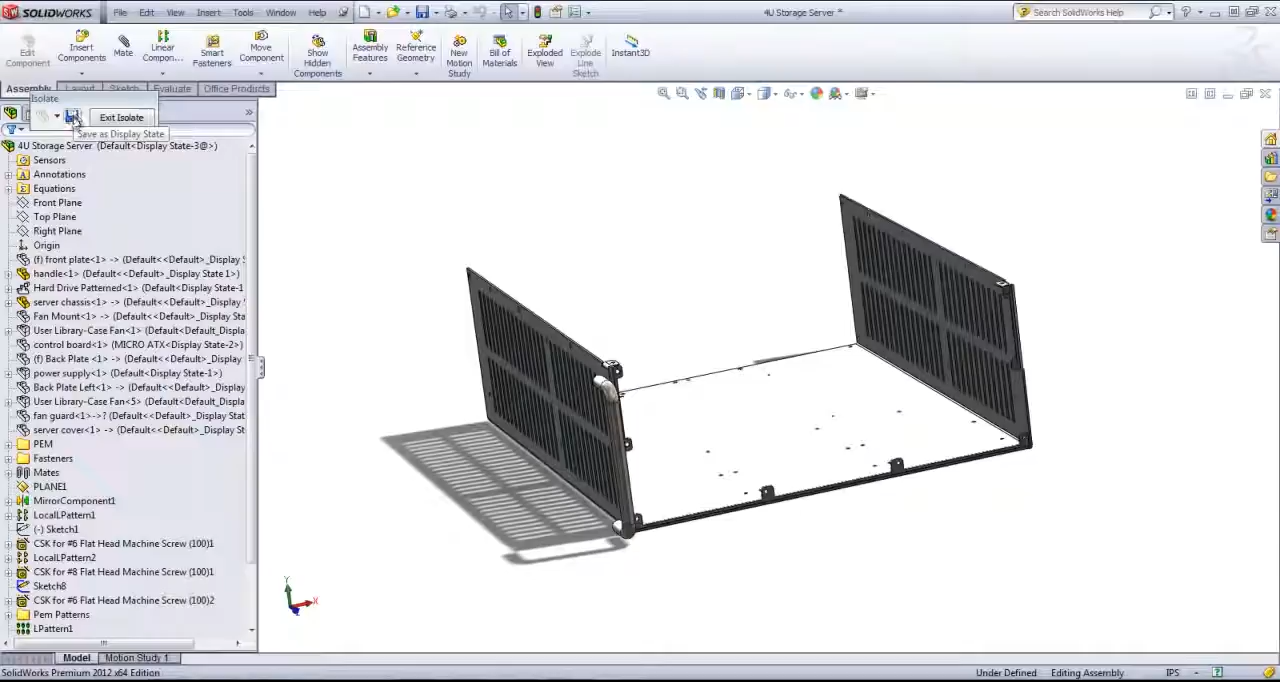 SOLIDWORKS File Edit View Insert Tools Window Help 4U Storage Server * Search SolidWorks Help
Edit Component
Insert Components
Mate
Linear Compon...
Smart Fasteners
Move Component
Show Hidden Components
Assembly Features
Reference Geometry
New Motion Study
Bill of Materials
Exploded View
Explode Line Sketch
Instant3D
Assembly Layout Sketch Evaluate Office Products
Isolate
Exit Isolate
Save as Display State
4U Storage Server (Default<Display State-3@>)
Sensors
Annotations
Equations
Front Plane
Top Plane
Right Plane
Origin
(f) front plate<1> -> (Default<<Default>_Display Sta
handle<1> (Default<<Default>_Display State 1>)
Hard Drive Patterned<1> (Default<Display State-1
server chassis<1> -> (Default<<Default>_Display
Fan Mount<1> -> (Default<<Default>_Display Sta
User Library-Case Fan<1> (Default<Default_Displa
control board<1> (MICRO ATX<Display State-2>)
(f) Back Plate <1> -> (Default<<Default>_Display
power supply<1> (Default<Display State-1>)
Back Plate Left<1> -> (Default<<Default>_Display
User Library-Case Fan<5> (Default<Default_Displa
fan guard<1>->? (Default<<Default>_Display Stat
server cover<1> -> (Default<<Default>_Display St
PEM
Fasteners
Mates
PLANE1
MirrorComponent1
LocalLPattern1
(-) Sketch1
CSK for #6 Flat Head Machine Screw (100)1
LocalLPattern2
CSK for #8 Flat Head Machine Screw (100)1
Sketch8
CSK for #6 Flat Head Machine Screw (100)2
Pem Patterns
LPattern1
Y
X
Model Motion Study 1
SolidWorks Premium 2012 x64 Edition Under Defined Editing Assembly IPS